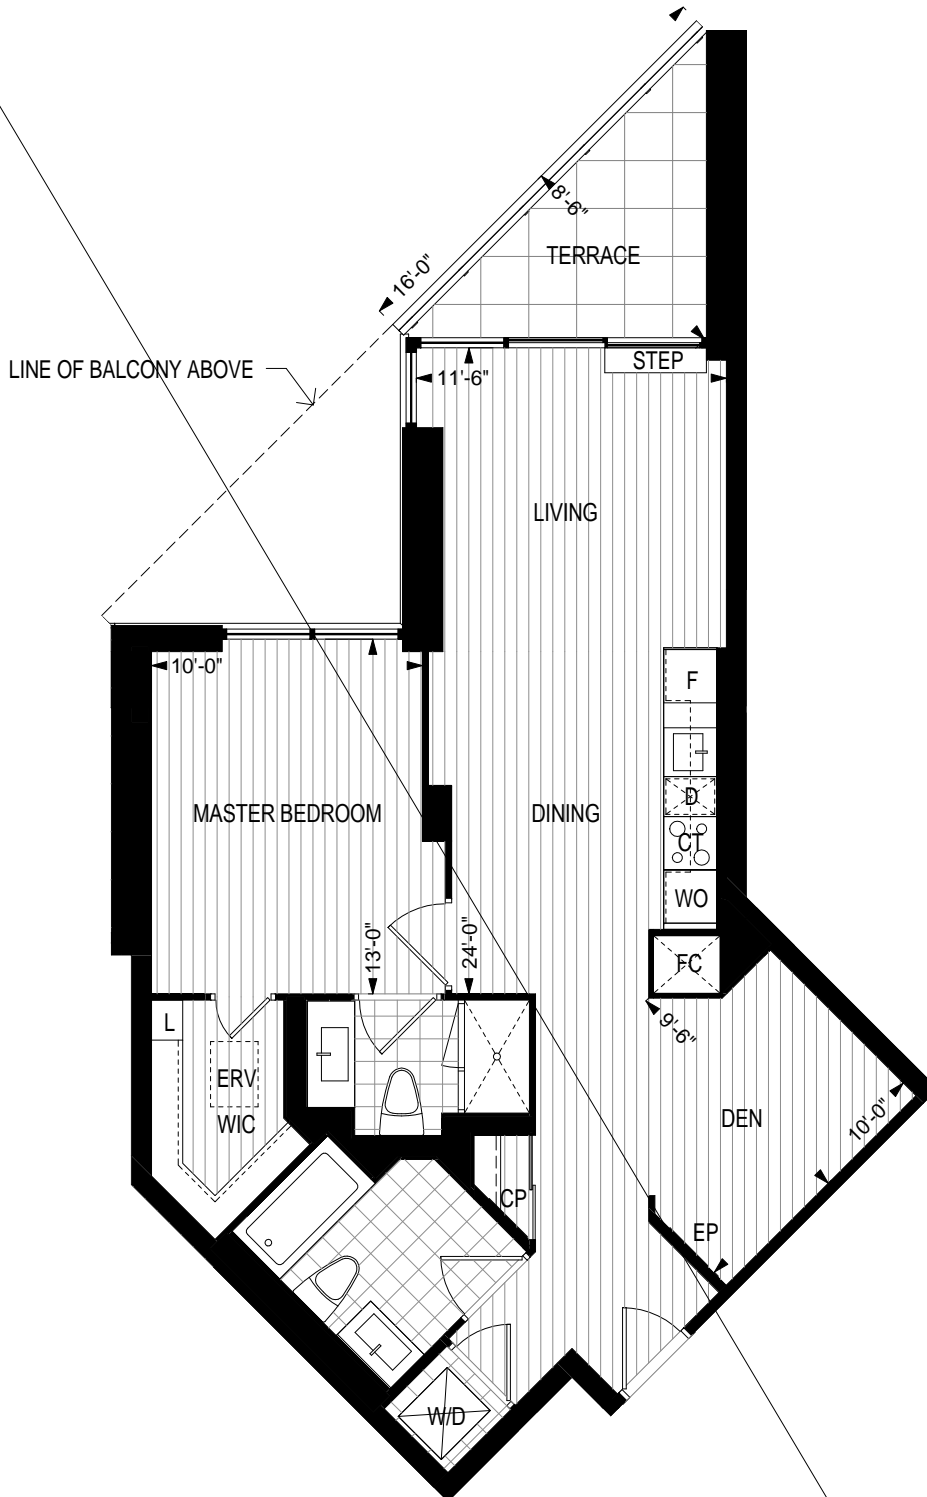 8'-6"
TERRACE
16'-0"
LINE OF BALCONY ABOVE
STEP
11'-6"
LIVING
10'-0"
F
MASTER BEDROOM
DINING
D
CT
WO
13'-0"
24'-0"
FC
L
9'-6"
ERV
WIC
DEN
10'-0"
CP
EP
W/D